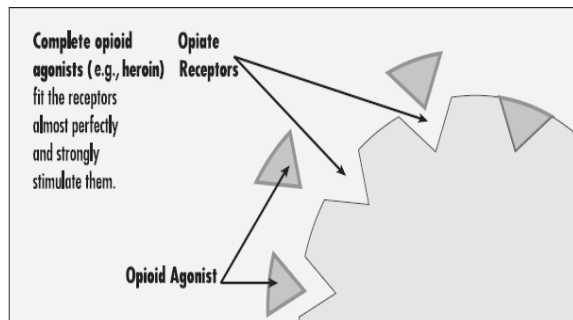 Complete opioid
agonists (e.g., heroin)
fit the receptors
almost perfectly
and strongly
stimulate them.
Opiate
Receptors
Opioid Agonist